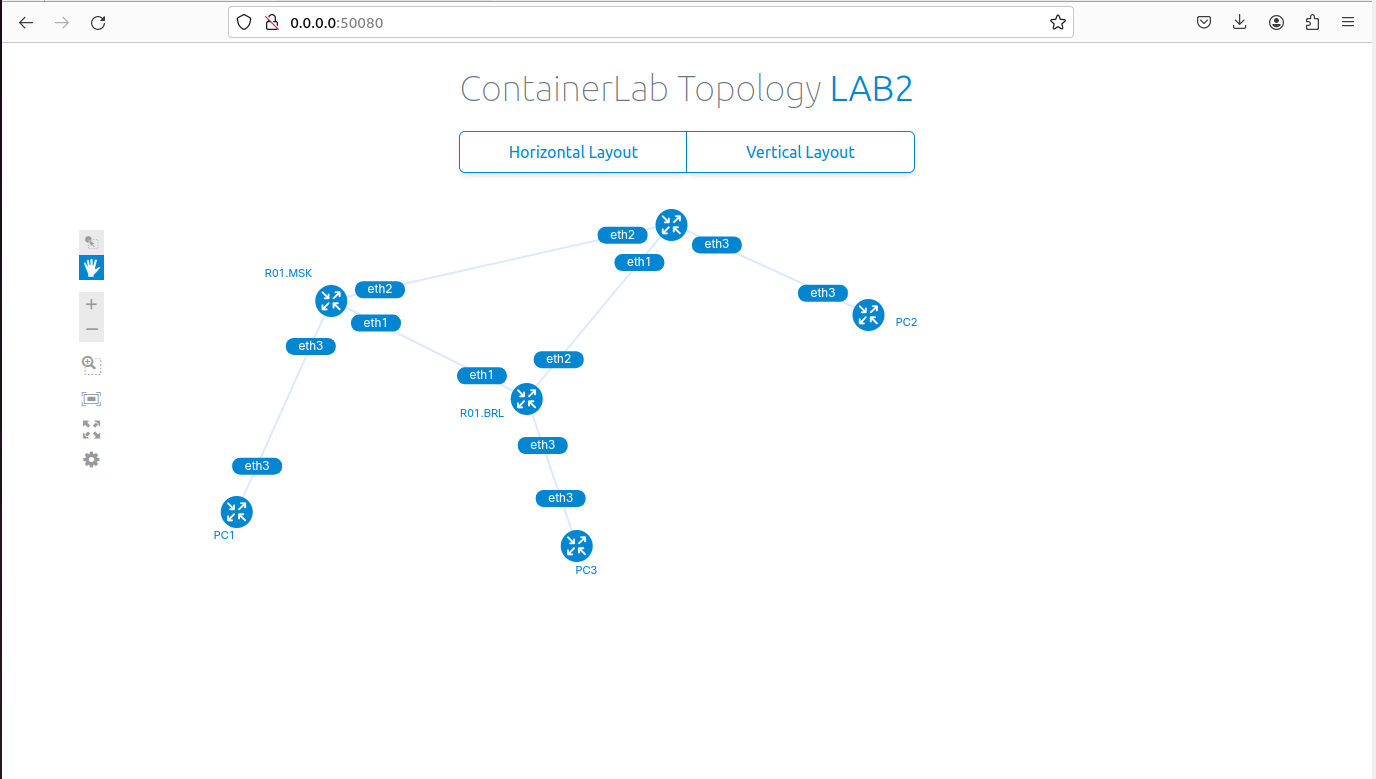 0.0.0.0:50080
ContainerLab Topology LAB2
Horizontal Layout
Vertical Layout
eth2
eth3
eth1
R01.MSK
eth2
eth3
PC2
eth1
eth3
eth2
eth1
R01.BRL
eth3
eth3
eth3
PC1
PC3